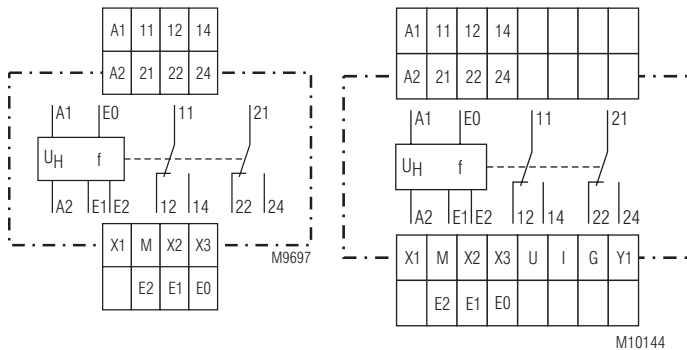 A1 11 12 14
A2 21 22 24
A1 E0 11 21
UH f
A2 E1 E2 12 14 22 24
X1 M X2 X3
E2 E1 E0
M9697
A1 11 12 14
A2 21 22 24
A1 E0 11 21
UH f
A2 E1 E2 12 14 22 24
X1 M X2 X3 U I G Y1
E2 E1 E0
M10144